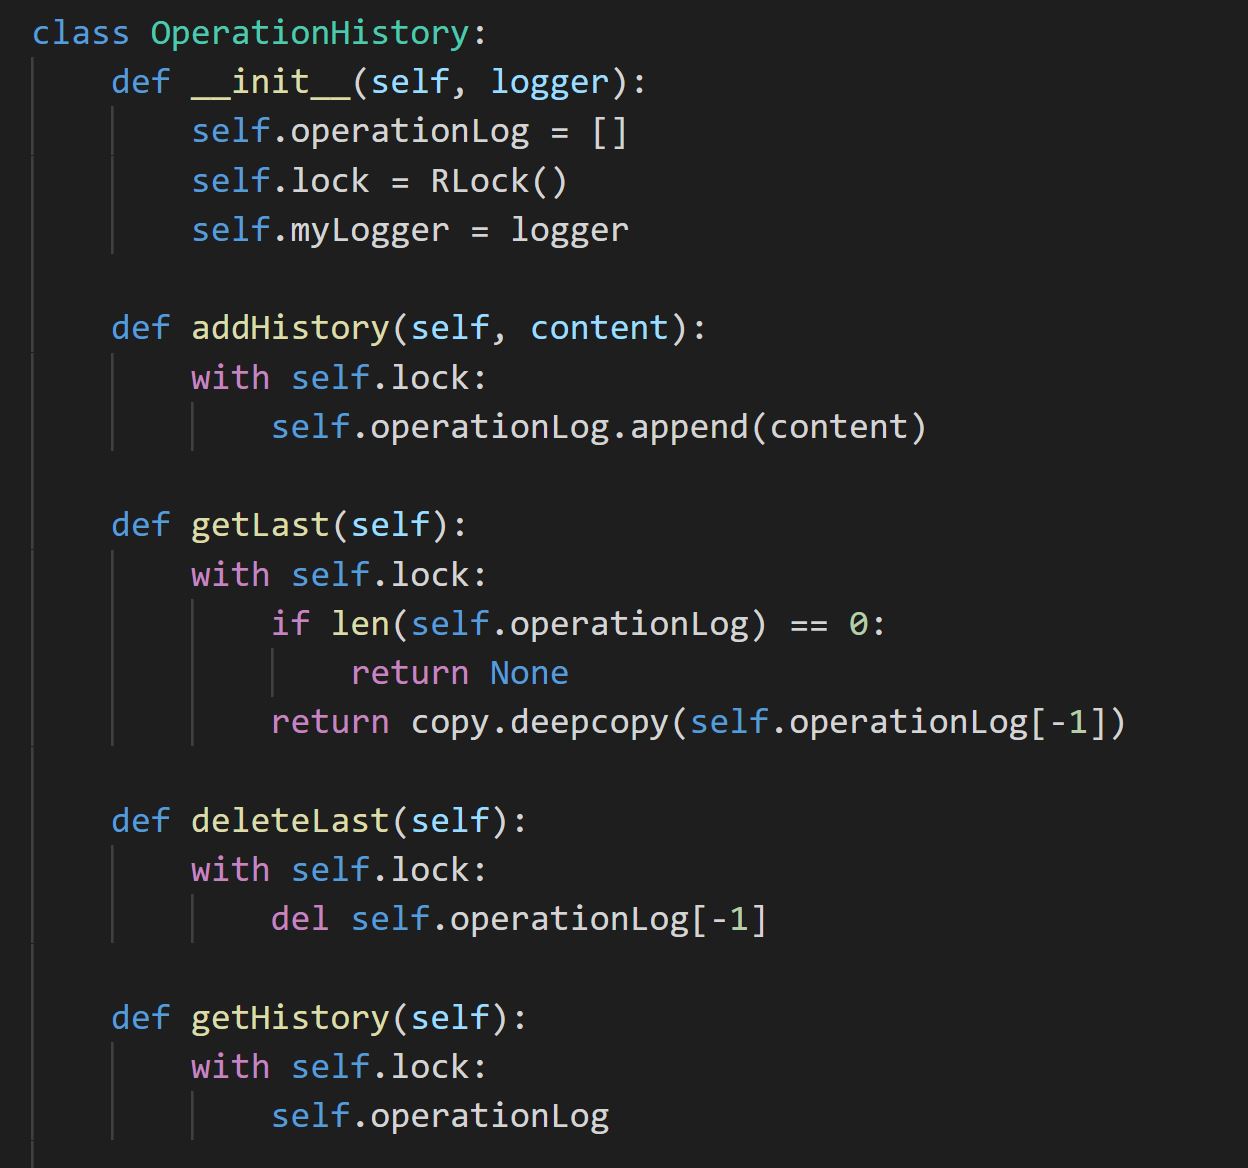 class OperationHistory:
    def __init__(self, logger):
        self.operationLog = []
        self.lock = RLock()
        self.myLogger = logger

    def addHistory(self, content):
        with self.lock:
            self.operationLog.append(content)

    def getLast(self):
        with self.lock:
            if len(self.operationLog) == 0:
                return None
            return copy.deepcopy(self.operationLog[-1])

    def deleteLast(self):
        with self.lock:
            del self.operationLog[-1]

    def getHistory(self):
        with self.lock:
            self.operationLog